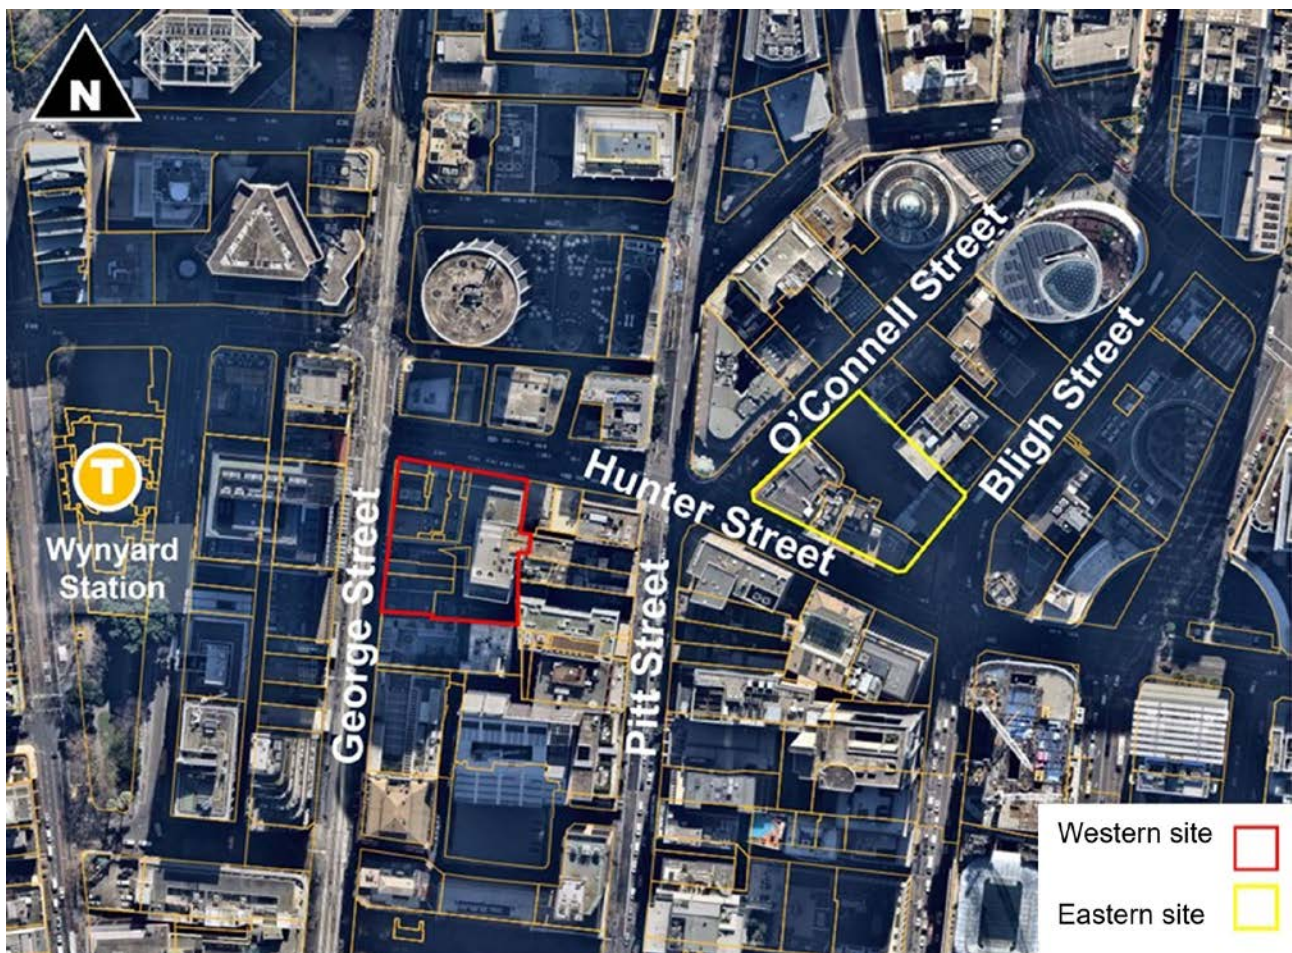 N
O'Connell Street
Bligh Street
Hunter Street
T
Wynyard
Station
George Street
Pitt Street
Western site
Eastern site